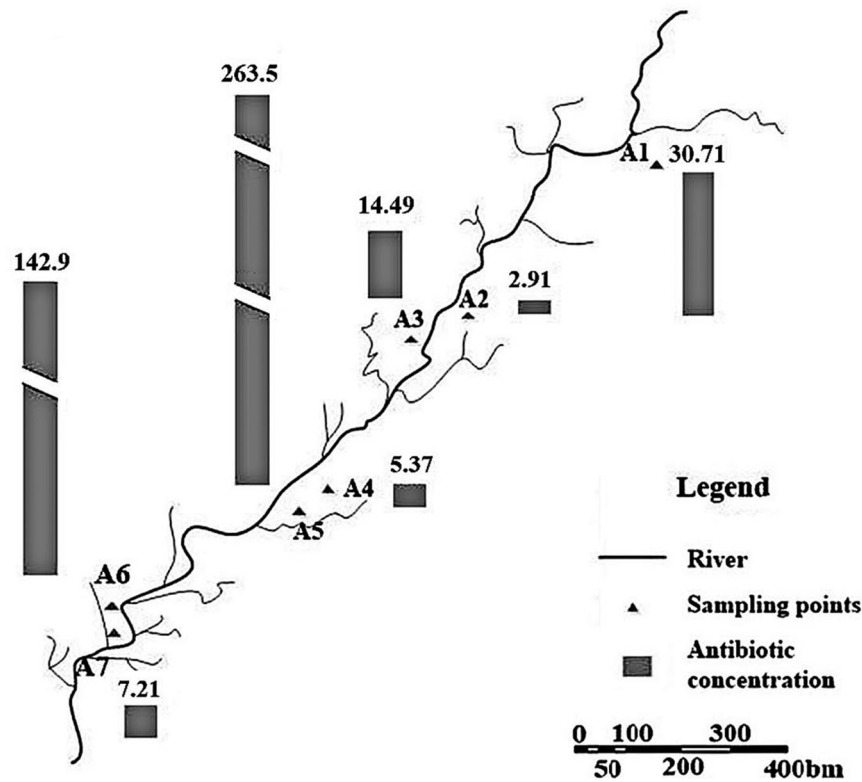 263.5
A1
30.71
14.49
142.9
2.91
A2
A3
5.37
A4
A5
A6
A7
7.21
Legend
River
Sampling points
Antibiotic
concentration
0 100 300
50 200 400bm